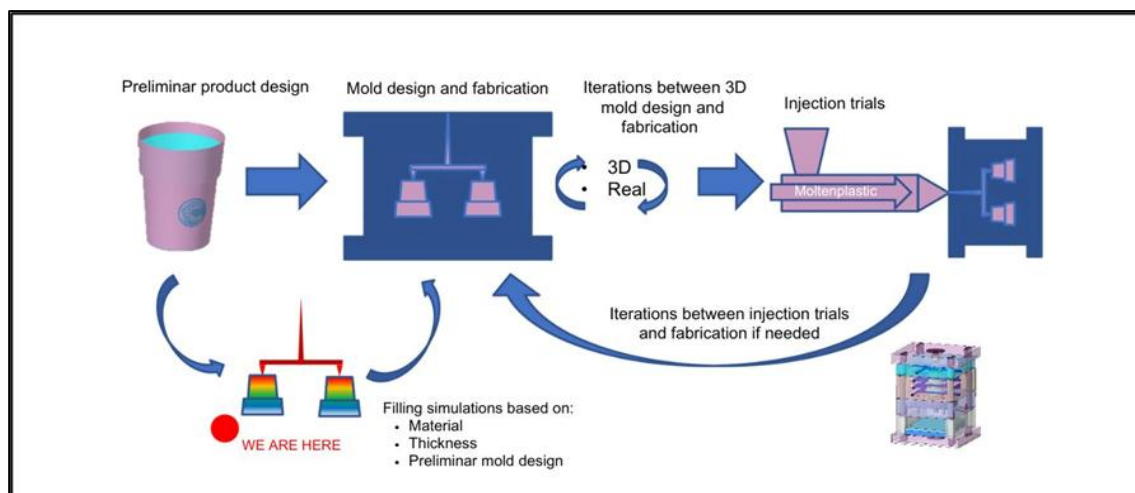 Preliminar product design
Mold design and fabrication
Iterations between 3D
mold design and
fabrication
Injection trials
• 3D
• Real
Moltenplastic
Iterations between injection trials
and fabrication if needed
WE ARE HERE
Filling simulations based on:
• Material
• Thickness
• Preliminar mold design